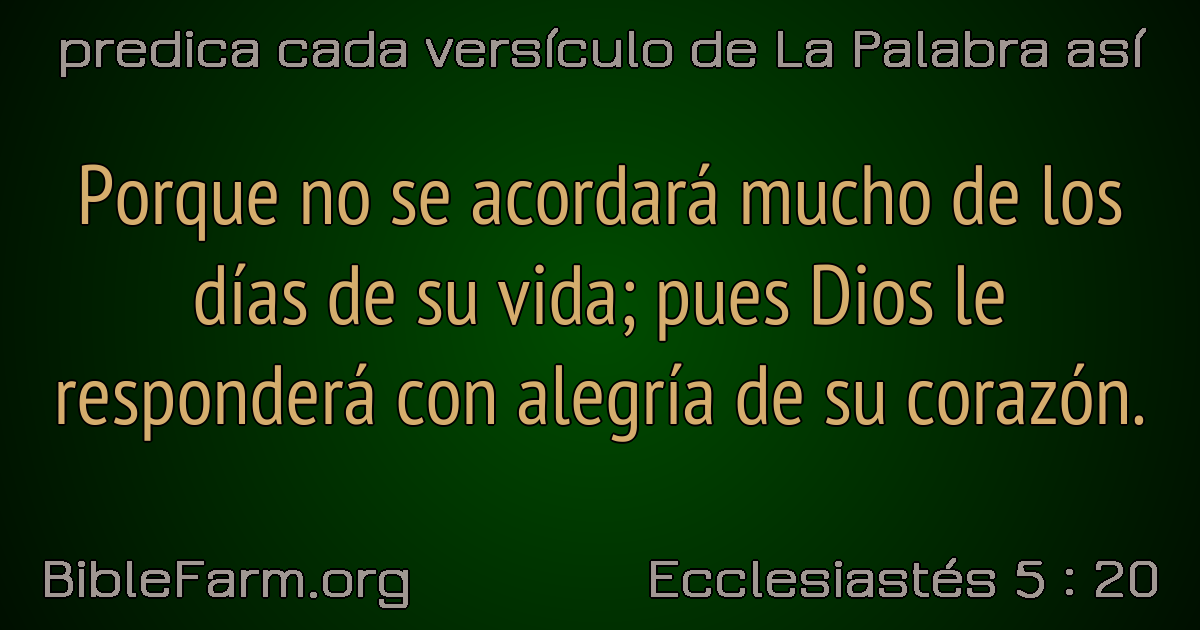 predica cada versículo de La Palabra así
Porque no se acordará mucho de los
días de su vida; pues Dios le
responderá con alegría de su corazón.
BibleFarm.org
Ecclesiastés 5 : 20